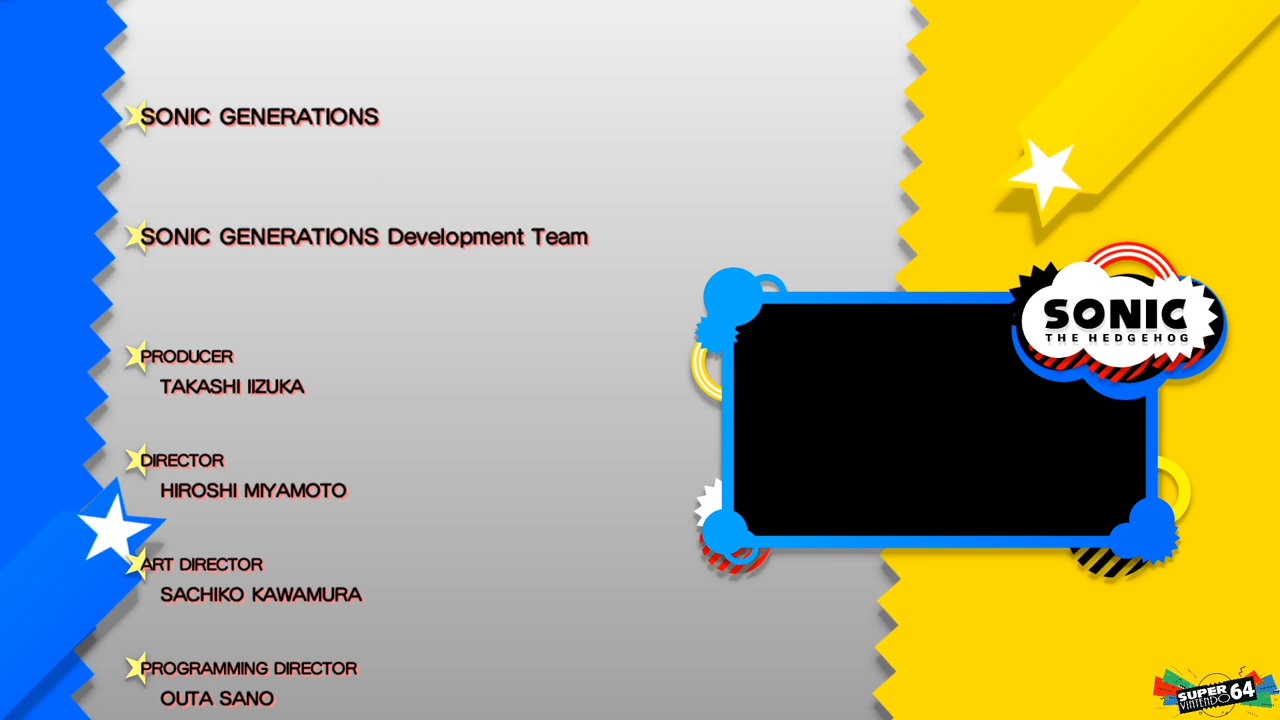 SONIC GENERATIONS
SONIC GENERATIONS Development Team
PRODUCER
TAKASHI IIZUKA
DIRECTOR
HIROSHI MIYAMOTO
ART DIRECTOR
SACHIKO KAWAMURA
PROGRAMMING DIRECTOR
OUTA SANO
SONIC
THE HEDGEHOG
SUPER
VINTENDO
64